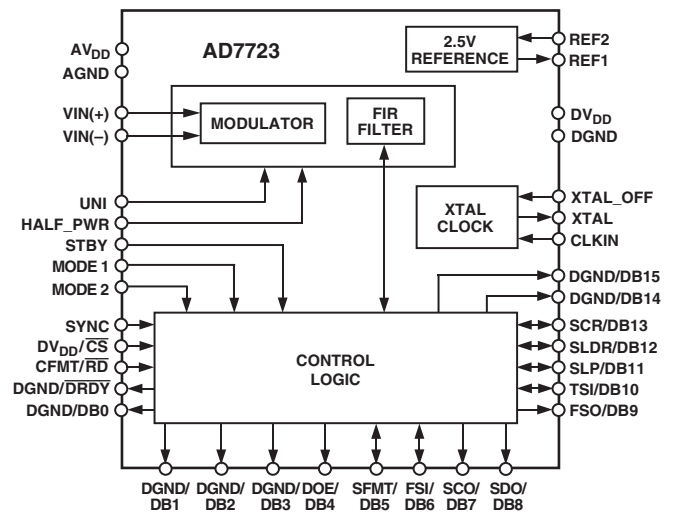 AD7723
AVDD
AGND
VIN(+)
VIN(–)
UNI
HALF_PWR
STBY
MODE 1
MODE 2
SYNC
DVDD/CS
CFMT/RD
DGND/DRDY
DGND/DB0
MODULATOR
FIR
FILTER
2.5V
REFERENCE
XTAL
CLOCK
CONTROL
LOGIC
REF2
REF1
DVDD
DGND
XTAL_OFF
XTAL
CLKIN
DGND/DB15
DGND/DB14
SCR/DB13
SLDR/DB12
SLP/DB11
TSI/DB10
FSO/DB9
DGND/
DB1
DGND/
DB2
DGND/
DB3
DOE/
DB4
SFMT/
DB5
FSI/
DB6
SCO/
DB7
SDO/
DB8